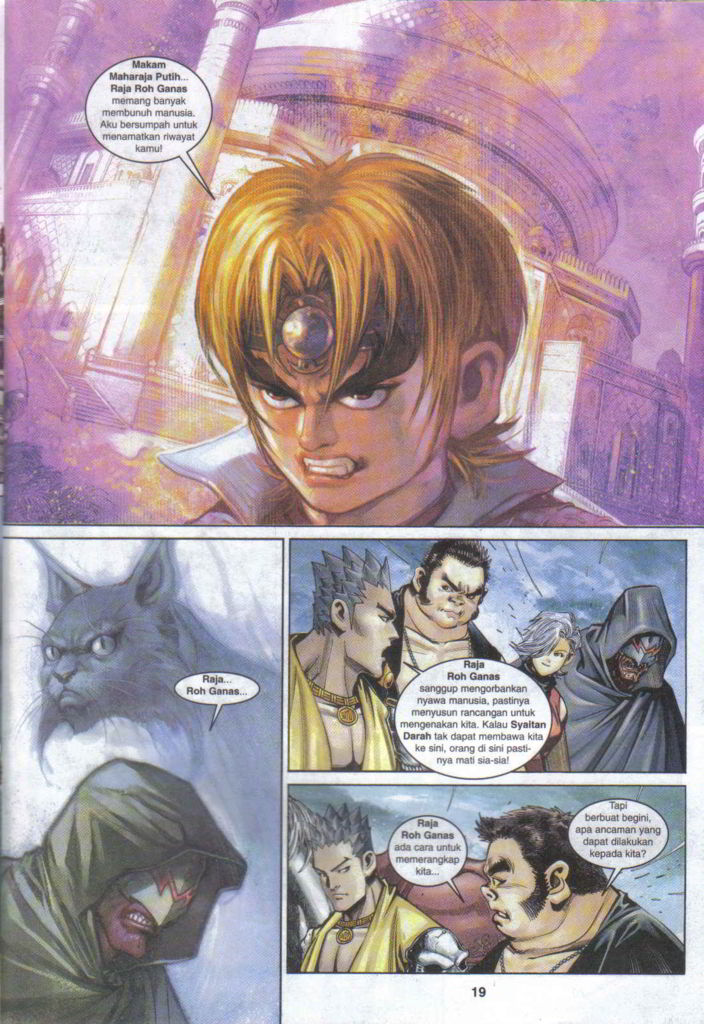 Makam
Maharaja Putih...
Raja Roh Ganas
memang banyak
membunuh manusia.
Aku bersumpah untuk
menamatkan riwayat
kamu!
Raja...
Roh Ganas...
Raja
Roh Ganas
sanggup mengorbankan
nyawa manusia, pastinya
menyusun rancangan untuk
mengenakan kita. Kalau Syaitan
Darah tak dapat membawa kita
ke sini, orang di sini pasti-
nya mati sia-sia!
Raja
Roh Ganas
ada cara untuk
memerangkap
kita...
Tapi
berbuat begini,
apa ancaman yang
dapat dilakukan
kepada kita?
19